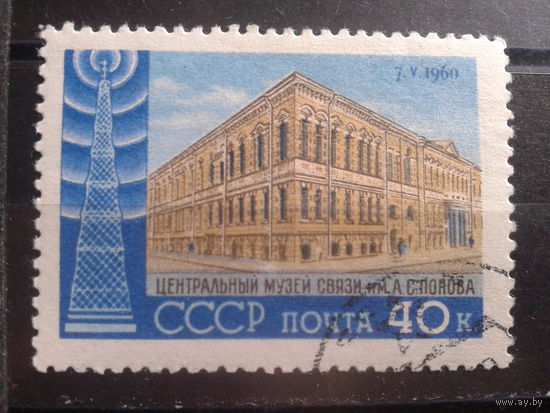 7.V.1960
ЦЕНТРАЛЬНЫЙ МУЗЕЙ СВЯЗИ ИМ. А.С.ПОПОВА
СССР ПОЧТА 40 К
www.ay.by